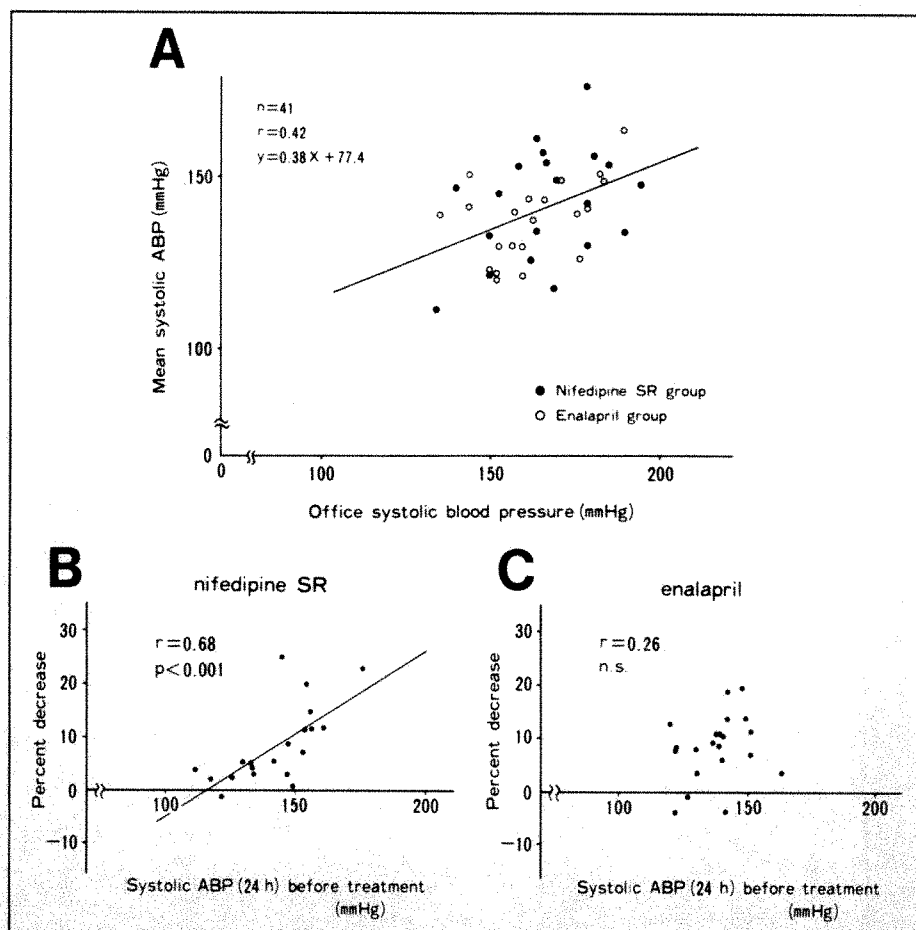 A
n=41
r=0.42
y=0.38X+77.4
Mean systolic ABP (mmHg)
150
100
0
● Nifedipine SR group
○ Enalapril group
0 100 150 200
Office systolic blood pressure (mmHg)
B
nifedipine SR
r=0.68
p<0.001
Percent decrease
30
20
10
0
−10
100 150 200
Systolic ABP (24 h) before treatment
(mmHg)
C
enalapril
r=0.26
n.s.
Percent decrease
30
20
10
0
−10
100 150 200
Systolic ABP (24 h) before treatment
(mmHg)